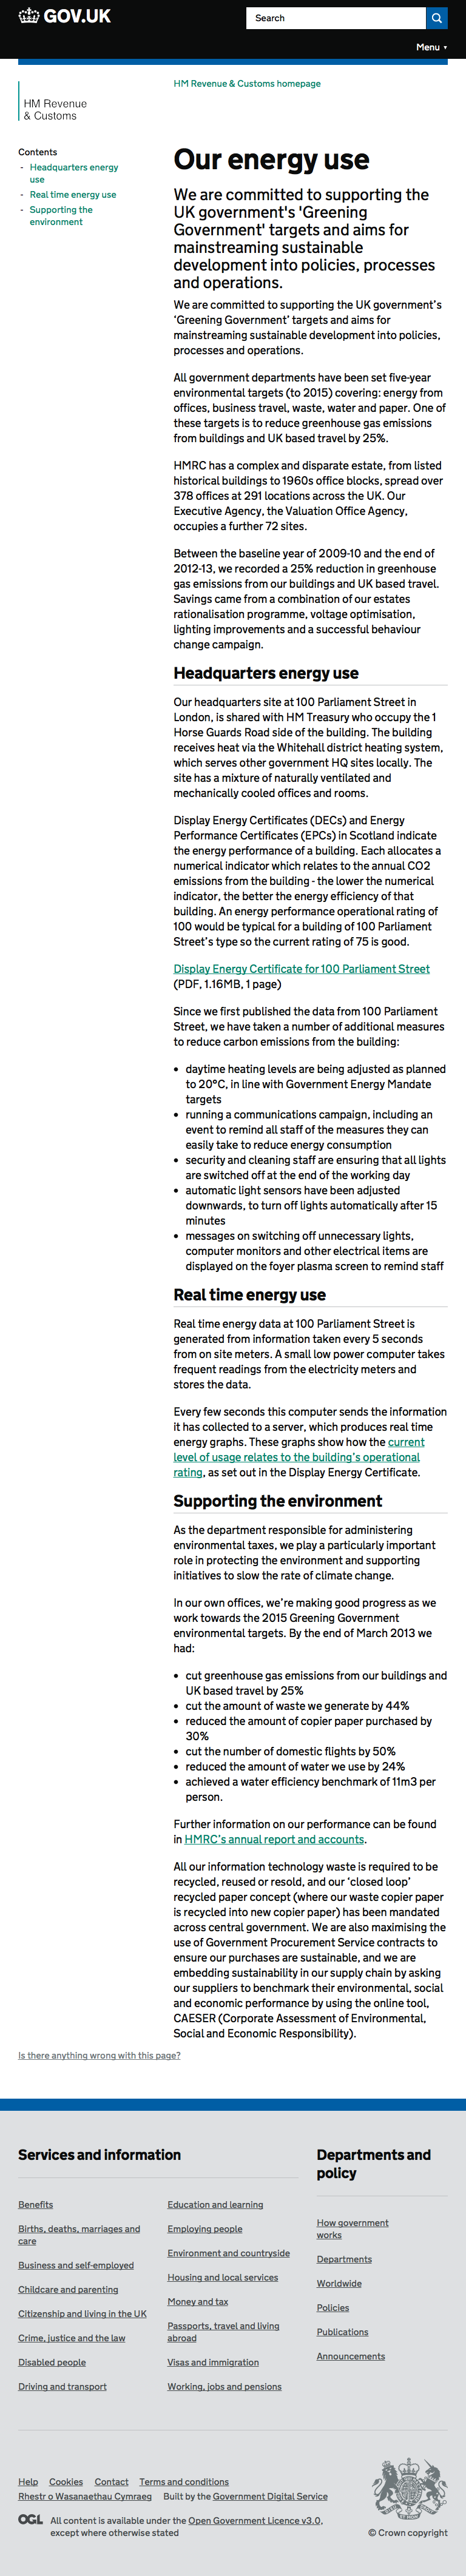 GOV.UK
Search
Menu ▼
HM Revenue
& Customs
HM Revenue & Customs homepage
Contents
- Headquarters energy
use
- Real time energy use
- Supporting the
environment
Our energy use
We are committed to supporting the
UK government's 'Greening
Government' targets and aims for
mainstreaming sustainable
development into policies, processes
and operations.
We are committed to supporting the UK government’s
‘Greening Government’ targets and aims for
mainstreaming sustainable development into policies,
processes and operations.
All government departments have been set five-year
environmental targets (to 2015) covering: energy from
offices, business travel, waste, water and paper. One of
these targets is to reduce greenhouse gas emissions
from buildings and UK based travel by 25%.
HMRC has a complex and disparate estate, from listed
historical buildings to 1960s office blocks, spread over
378 offices at 291 locations across the UK. Our
Executive Agency, the Valuation Office Agency,
occupies a further 72 sites.
Between the baseline year of 2009-10 and the end of
2012-13, we recorded a 25% reduction in greenhouse
gas emissions from our buildings and UK based travel.
Savings came from a combination of our estates
rationalisation programme, voltage optimisation,
lighting improvements and a successful behaviour
change campaign.
Headquarters energy use
Our headquarters site at 100 Parliament Street in
London, is shared with HM Treasury who occupy the 1
Horse Guards Road side of the building. The building
receives heat via the Whitehall district heating system,
which serves other government HQ sites locally. The
site has a mixture of naturally ventilated and
mechanically cooled offices and rooms.
Display Energy Certificates (DECs) and Energy
Performance Certificates (EPCs) in Scotland indicate
the energy performance of a building. Each allocates a
numerical indicator which relates to the annual CO2
emissions from the building - the lower the numerical
indicator, the better the energy efficiency of that
building. An energy performance operational rating of
100 would be typical for a building of 100 Parliament
Street’s type so the current rating of 75 is good.
Display Energy Certificate for 100 Parliament Street
(PDF, 1.16MB, 1 page)
Since we first published the data from 100 Parliament
Street, we have taken a number of additional measures
to reduce carbon emissions from the building:
• daytime heating levels are being adjusted as planned
to 20°C, in line with Government Energy Mandate
targets
• running a communications campaign, including an
event to remind all staff of the measures they can
easily take to reduce energy consumption
• security and cleaning staff are ensuring that all lights
are switched off at the end of the working day
• automatic light sensors have been adjusted
downwards, to turn off lights automatically after 15
minutes
• messages on switching off unnecessary lights,
computer monitors and other electrical items are
displayed on the foyer plasma screen to remind staff
Real time energy use
Real time energy data at 100 Parliament Street is
generated from information taken every 5 seconds
from on site meters. A small low power computer takes
frequent readings from the electricity meters and
stores the data.
Every few seconds this computer sends the information
it has collected to a server, which produces real time
energy graphs. These graphs show how the current
level of usage relates to the building’s operational
rating, as set out in the Display Energy Certificate.
Supporting the environment
As the department responsible for administering
environmental taxes, we play a particularly important
role in protecting the environment and supporting
initiatives to slow the rate of climate change.
In our own offices, we’re making good progress as we
work towards the 2015 Greening Government
environmental targets. By the end of March 2013 we
had:
• cut greenhouse gas emissions from our buildings and
UK based travel by 25%
• cut the amount of waste we generate by 44%
• reduced the amount of copier paper purchased by
30%
• cut the number of domestic flights by 50%
• reduced the amount of water we use by 24%
• achieved a water efficiency benchmark of 11m3 per
person.
Further information on our performance can be found
in HMRC’s annual report and accounts.
All our information technology waste is required to be
recycled, reused or resold, and our ‘closed loop’
recycled paper concept (where our waste copier paper
is recycled into new copier paper) has been mandated
across central government. We are also maximising the
use of Government Procurement Service contracts to
ensure our purchases are sustainable, and we are
embedding sustainability in our supply chain by asking
our suppliers to benchmark their environmental, social
and economic performance by using the online tool,
CAESER (Corporate Assessment of Environmental,
Social and Economic Responsibility).
Is there anything wrong with this page?
Services and information
Benefits
Births, deaths, marriages and
care
Business and self-employed
Childcare and parenting
Citizenship and living in the UK
Crime, justice and the law
Disabled people
Driving and transport
Education and learning
Employing people
Environment and countryside
Housing and local services
Money and tax
Passports, travel and living
abroad
Visas and immigration
Working, jobs and pensions
Departments and
policy
How government
works
Departments
Worldwide
Policies
Publications
Announcements
Help Cookies Contact Terms and conditions
Rhestr o Wasanaethau Cymraeg Built by the Government Digital Service
OGL All content is available under the Open Government Licence v3.0,
except where otherwise stated
© Crown copyright